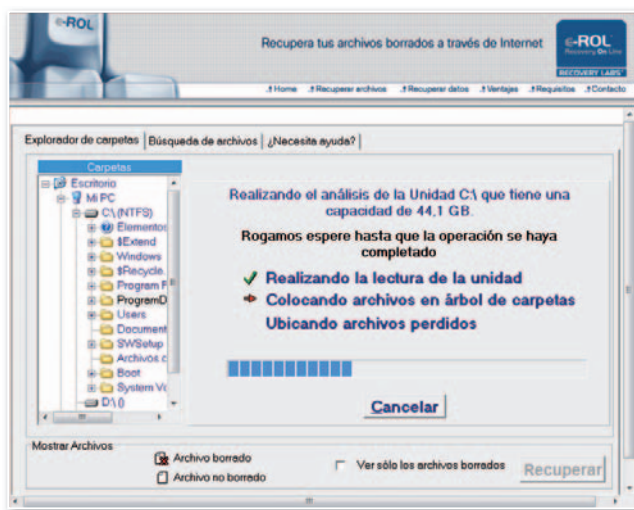 e-ROL
Recupera tus archivos borrados a través de Internet
e-ROL
Recovery On Line
RECOVERY LABS
Home Recuperar archivos Recuperar datos Ventajas Requisitos Contacto
Explorador de carpetas Búsqueda de archivos ¿Necesita ayuda?
Carpetas
Escritorio
Mi PC
C:\ (NTFS)
Elementos
$Extend
Windows
$Recycle.
Program F
ProgramD
Users
Document
SWSetup
Archivos c
Boot
System Vo
D:\ ()
Realizando el análisis de la Unidad C:\ que tiene una
capacidad de 44,1 GB.
Rogamos espere hasta que la operación se haya
completado
Realizando la lectura de la unidad
Colocando archivos en árbol de carpetas
Ubicando archivos perdidos
Cancelar
Mostrar Archivos
Archivo borrado
Archivo no borrado
Ver sólo los archivos borrados
Recuperar